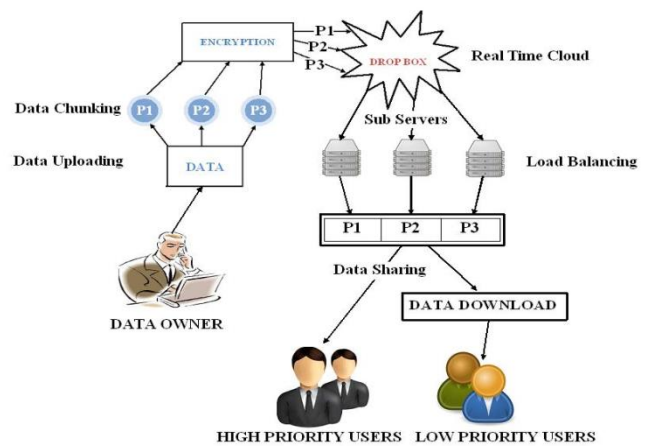 ENCRYPTION
P1
P2
P3
DROP BOX
Real Time Cloud
Data Chunking
P1
P2
P3
Sub Servers
Data Uploading
DATA
Load Balancing
P1
P2
P3
Data Sharing
DATA DOWNLOAD
DATA OWNER
HIGH PRIORITY USERS
LOW PRIORITY USERS